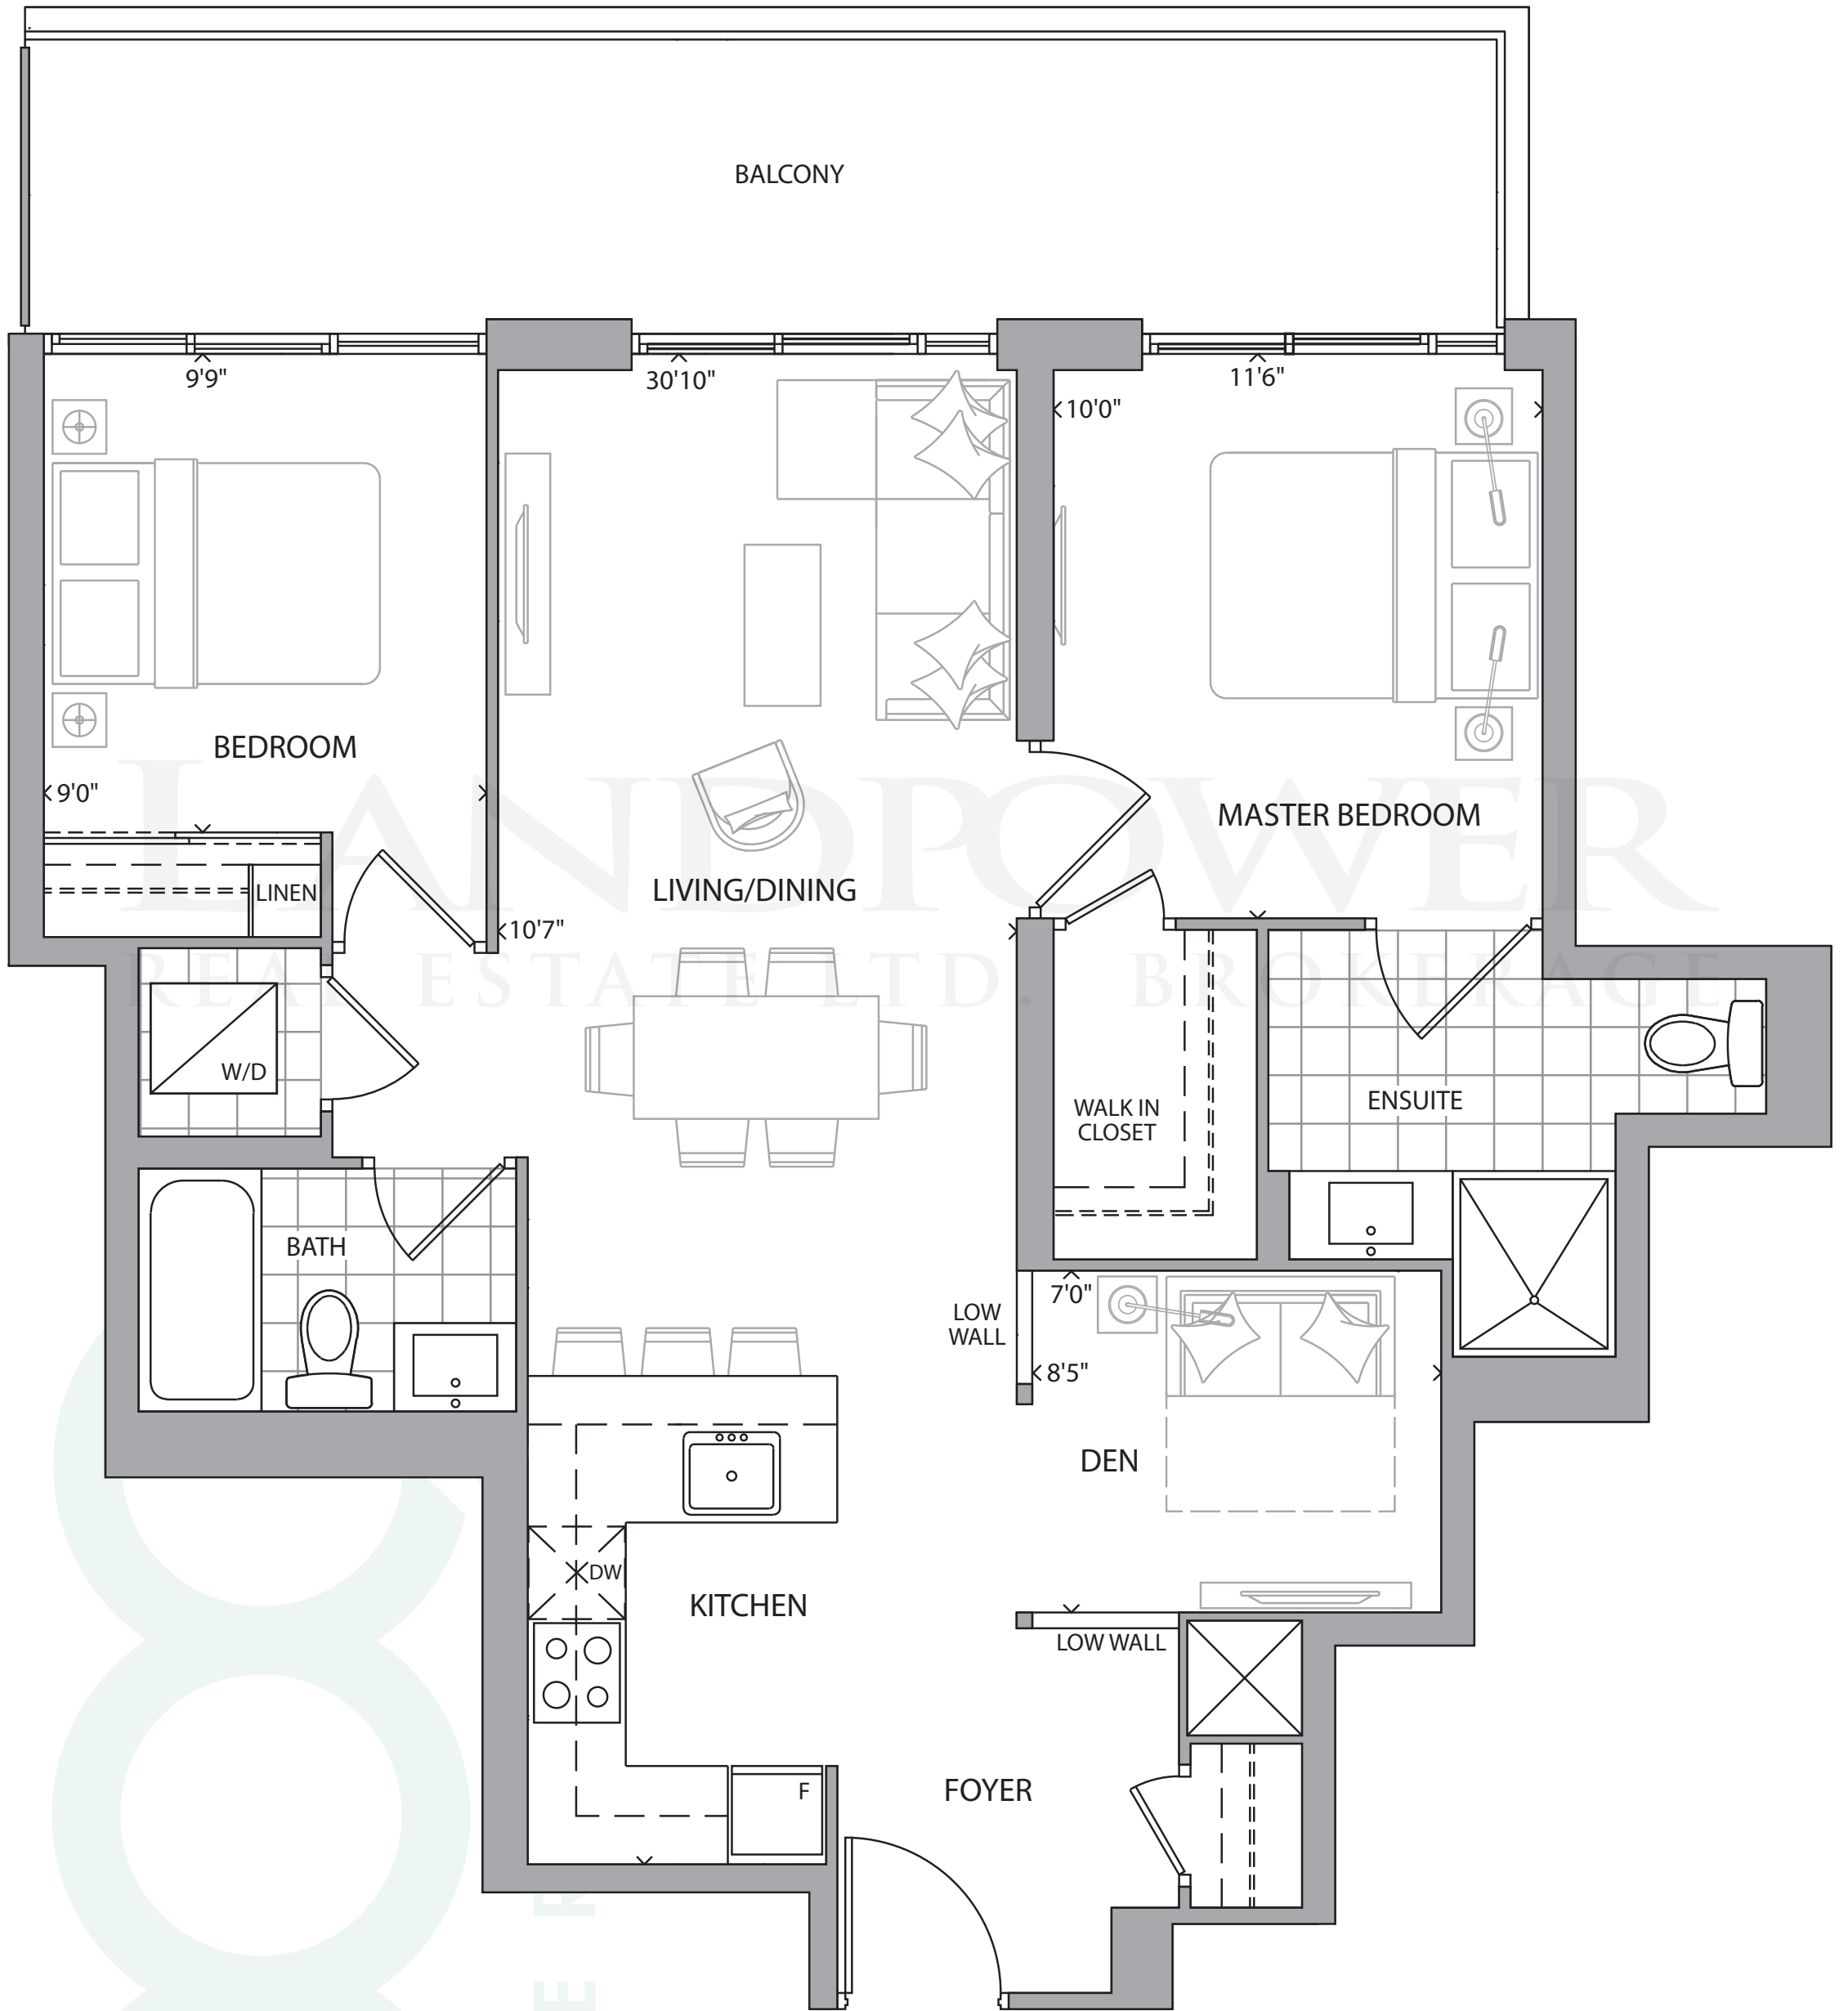 BALCONY
9'9"
30'10"
11'6"
10'0"
BEDROOM
9'0"
MASTER BEDROOM
LANDPOWER
LINEN
LIVING/DINING
10'7"
REAL ESTATE LTD. BROKERAGE
W/D
WALK IN
CLOSET
ENSUITE
BATH
LOW
WALL
7'0"
8'5"
DEN
DW
KITCHEN
LOW WALL
F
FOYER
E R